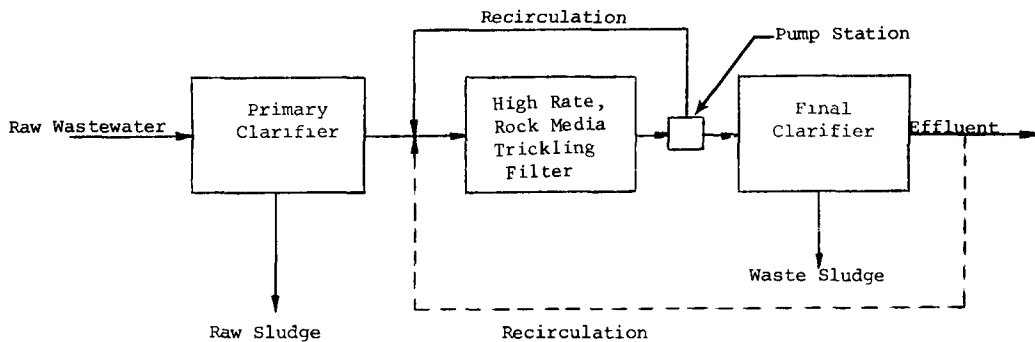 Recirculation
Pump Station
Raw Wastewater
Primary
Clarifier
High Rate,
Rock Media
Trickling
Filter
Final
Clarifier
Effluent
Waste Sludge
Raw Sludge
Recirculation